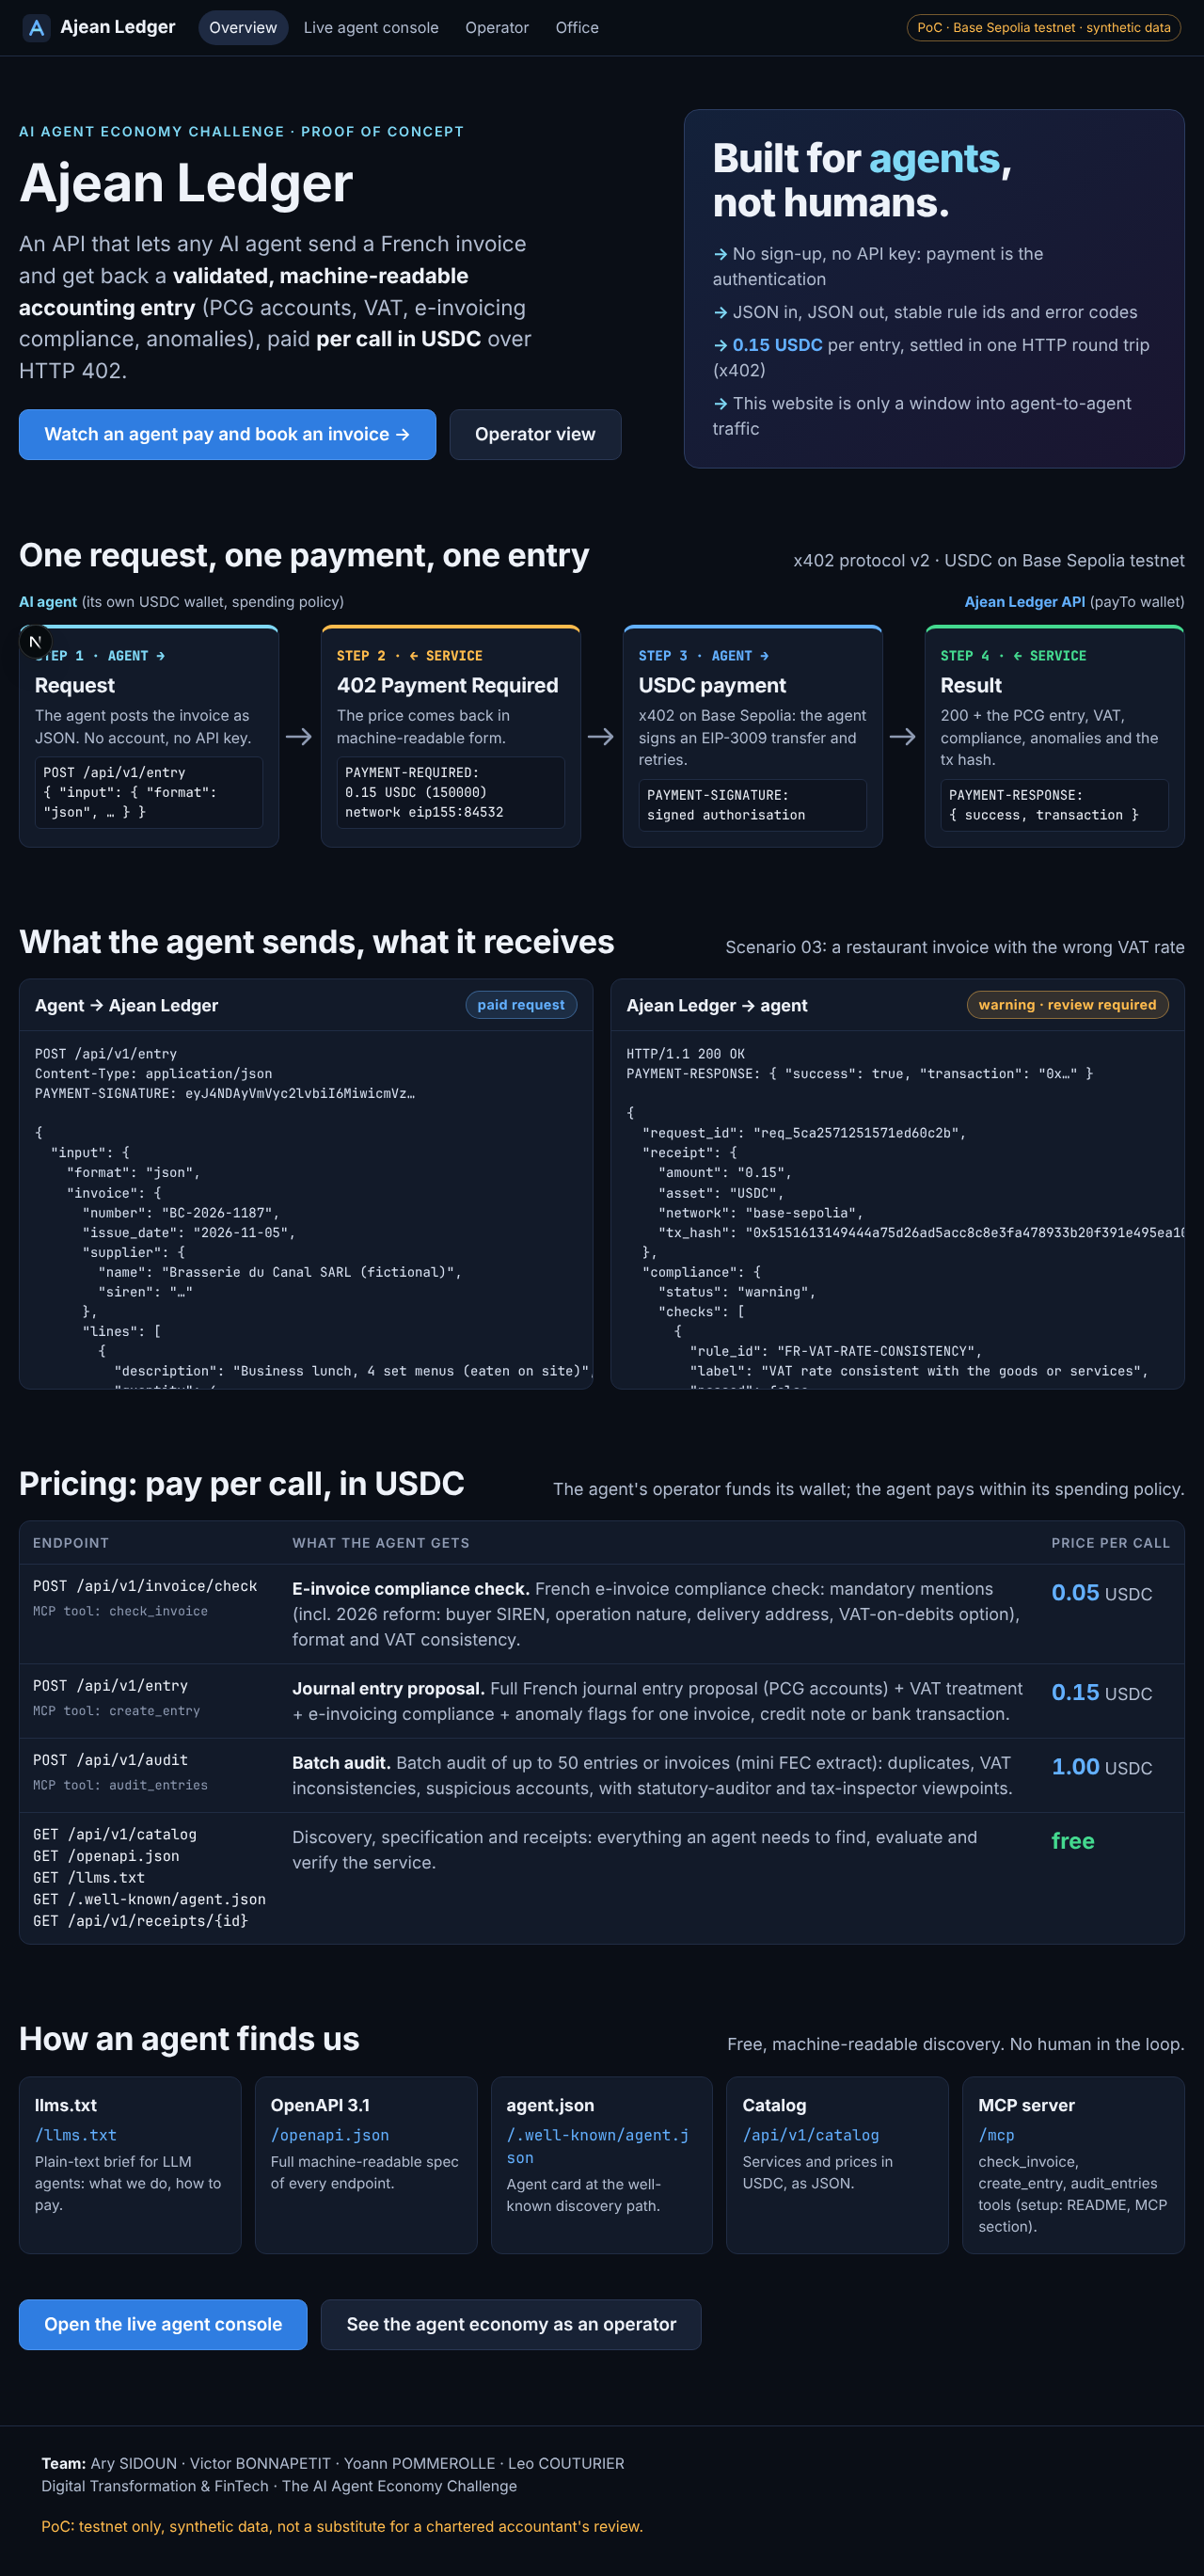 Ajean Ledger
Overview
Live agent console
Operator
Office
PoC · Base Sepolia testnet · synthetic data
AI AGENT ECONOMY CHALLENGE · PROOF OF CONCEPT
Ajean Ledger
An API that lets any AI agent send a French invoice
and get back a validated, machine-readable
accounting entry (PCG accounts, VAT, e-invoicing
compliance, anomalies), paid per call in USDC over
HTTP 402.
Watch an agent pay and book an invoice →
Operator view
Built for agents,
not humans.
→ No sign-up, no API key: payment is the
authentication
→ JSON in, JSON out, stable rule ids and error codes
→ 0.15 USDC per entry, settled in one HTTP round trip
(x402)
→ This website is only a window into agent-to-agent
traffic
One request, one payment, one entry
x402 protocol v2 · USDC on Base Sepolia testnet
AI agent (its own USDC wallet, spending policy)
Ajean Ledger API (payTo wallet)
N
TEP 1 · AGENT →
Request
The agent posts the invoice as
JSON. No account, no API key.
POST /api/v1/entry
{ "input": { "format":
"json", … } }
→
STEP 2 · ← SERVICE
402 Payment Required
The price comes back in
machine-readable form.
PAYMENT-REQUIRED:
0.15 USDC (150000)
network eip155:84532
→
STEP 3 · AGENT →
USDC payment
x402 on Base Sepolia: the agent
signs an EIP-3009 transfer and
retries.
PAYMENT-SIGNATURE:
signed authorisation
→
STEP 4 · ← SERVICE
Result
200 + the PCG entry, VAT,
compliance, anomalies and the
tx hash.
PAYMENT-RESPONSE:
{ success, transaction }
What the agent sends, what it receives
Scenario 03: a restaurant invoice with the wrong VAT rate
Agent → Ajean Ledger
paid request
POST /api/v1/entry
Content-Type: application/json
PAYMENT-SIGNATURE: eyJ4NDAyVmVyc2lvbiI6MiwicmVz…
{
"input": {
"format": "json",
"invoice": {
"number": "BC-2026-1187",
"issue_date": "2026-11-05",
"supplier": {
"name": "Brasserie du Canal SARL (fictional)",
"siren": "…"
},
"lines": [
{
"description": "Business lunch, 4 set menus (eaten on site)",
Ajean Ledger → agent
warning · review required
HTTP/1.1 200 OK
PAYMENT-RESPONSE: { "success": true, "transaction": "0x…" }
{
"request_id": "req_5ca2571251571ed60c2b",
"receipt": {
"amount": "0.15",
"asset": "USDC",
"network": "base-sepolia",
"tx_hash": "0x5151613149444a75d26ad5acc8c8e3fa478933b20f391e495ea10
},
"compliance": {
"status": "warning",
"checks": [
{
"rule_id": "FR-VAT-RATE-CONSISTENCY",
"label": "VAT rate consistent with the goods or services",
Pricing: pay per call, in USDC
The agent's operator funds its wallet; the agent pays within its spending policy.
ENDPOINT
WHAT THE AGENT GETS
PRICE PER CALL
POST /api/v1/invoice/check
MCP tool: check_invoice
E-invoice compliance check. French e-invoice compliance check: mandatory mentions
(incl. 2026 reform: buyer SIREN, operation nature, delivery address, VAT-on-debits option),
format and VAT consistency.
0.05 USDC
POST /api/v1/entry
MCP tool: create_entry
Journal entry proposal. Full French journal entry proposal (PCG accounts) + VAT treatment
+ e-invoicing compliance + anomaly flags for one invoice, credit note or bank transaction.
0.15 USDC
POST /api/v1/audit
MCP tool: audit_entries
Batch audit. Batch audit of up to 50 entries or invoices (mini FEC extract): duplicates, VAT
inconsistencies, suspicious accounts, with statutory-auditor and tax-inspector viewpoints.
1.00 USDC
GET /api/v1/catalog
GET /openapi.json
GET /llms.txt
GET /.well-known/agent.json
GET /api/v1/receipts/{id}
Discovery, specification and receipts: everything an agent needs to find, evaluate and
verify the service.
free
How an agent finds us
Free, machine-readable discovery. No human in the loop.
llms.txt
/llms.txt
Plain-text brief for LLM
agents: what we do, how to
pay.
OpenAPI 3.1
/openapi.json
Full machine-readable spec
of every endpoint.
agent.json
/.well-known/agent.j
son
Agent card at the well-
known discovery path.
Catalog
/api/v1/catalog
Services and prices in
USDC, as JSON.
MCP server
/mcp
check_invoice,
create_entry, audit_entries
tools (setup: README, MCP
section).
Open the live agent console
See the agent economy as an operator
Team: Ary SIDOUN · Victor BONNAPETIT · Yoann POMMEROLLE · Leo COUTURIER
Digital Transformation & FinTech · The AI Agent Economy Challenge
PoC: testnet only, synthetic data, not a substitute for a chartered accountant's review.